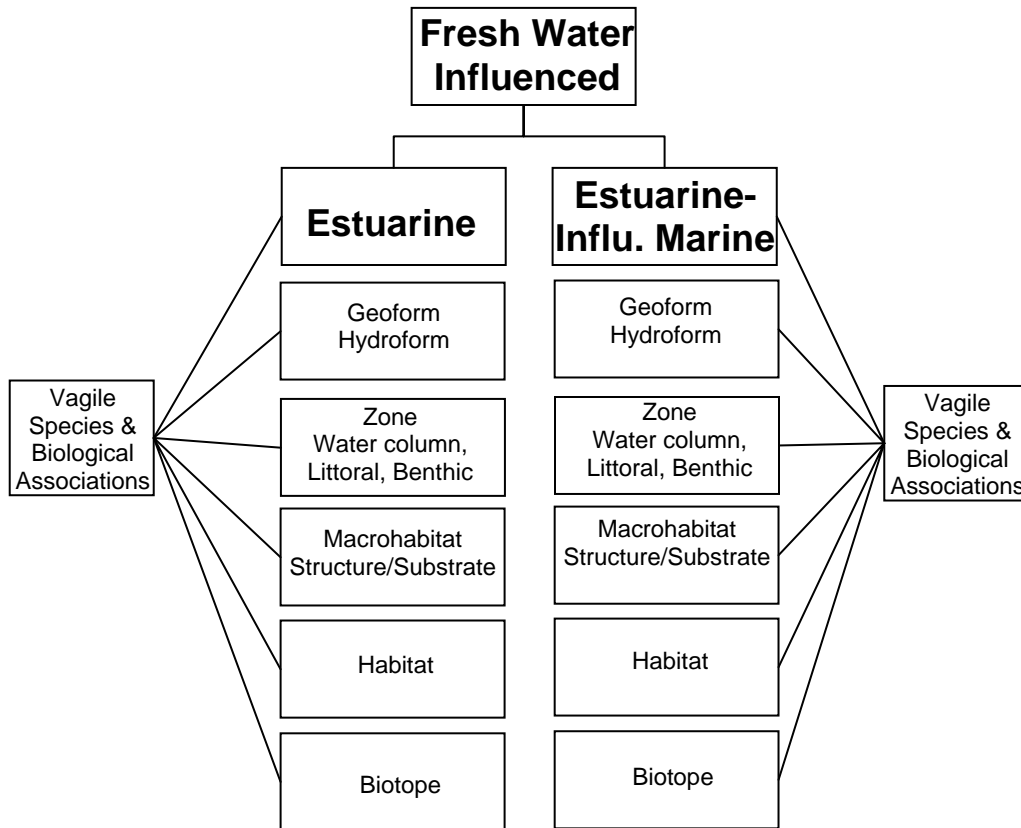 Fresh Water
Influenced
Estuarine
Estuarine-
Influ. Marine
Geoform
Hydroform
Geoform
Hydroform
Vagile
Species &
Biological
Associations
Zone
Water column,
Littoral, Benthic
Zone
Water column,
Littoral, Benthic
Vagile
Species &
Biological
Associations
Macrohabitat
Structure/Substrate
Macrohabitat
Structure/Substrate
Habitat
Habitat
Biotope
Biotope